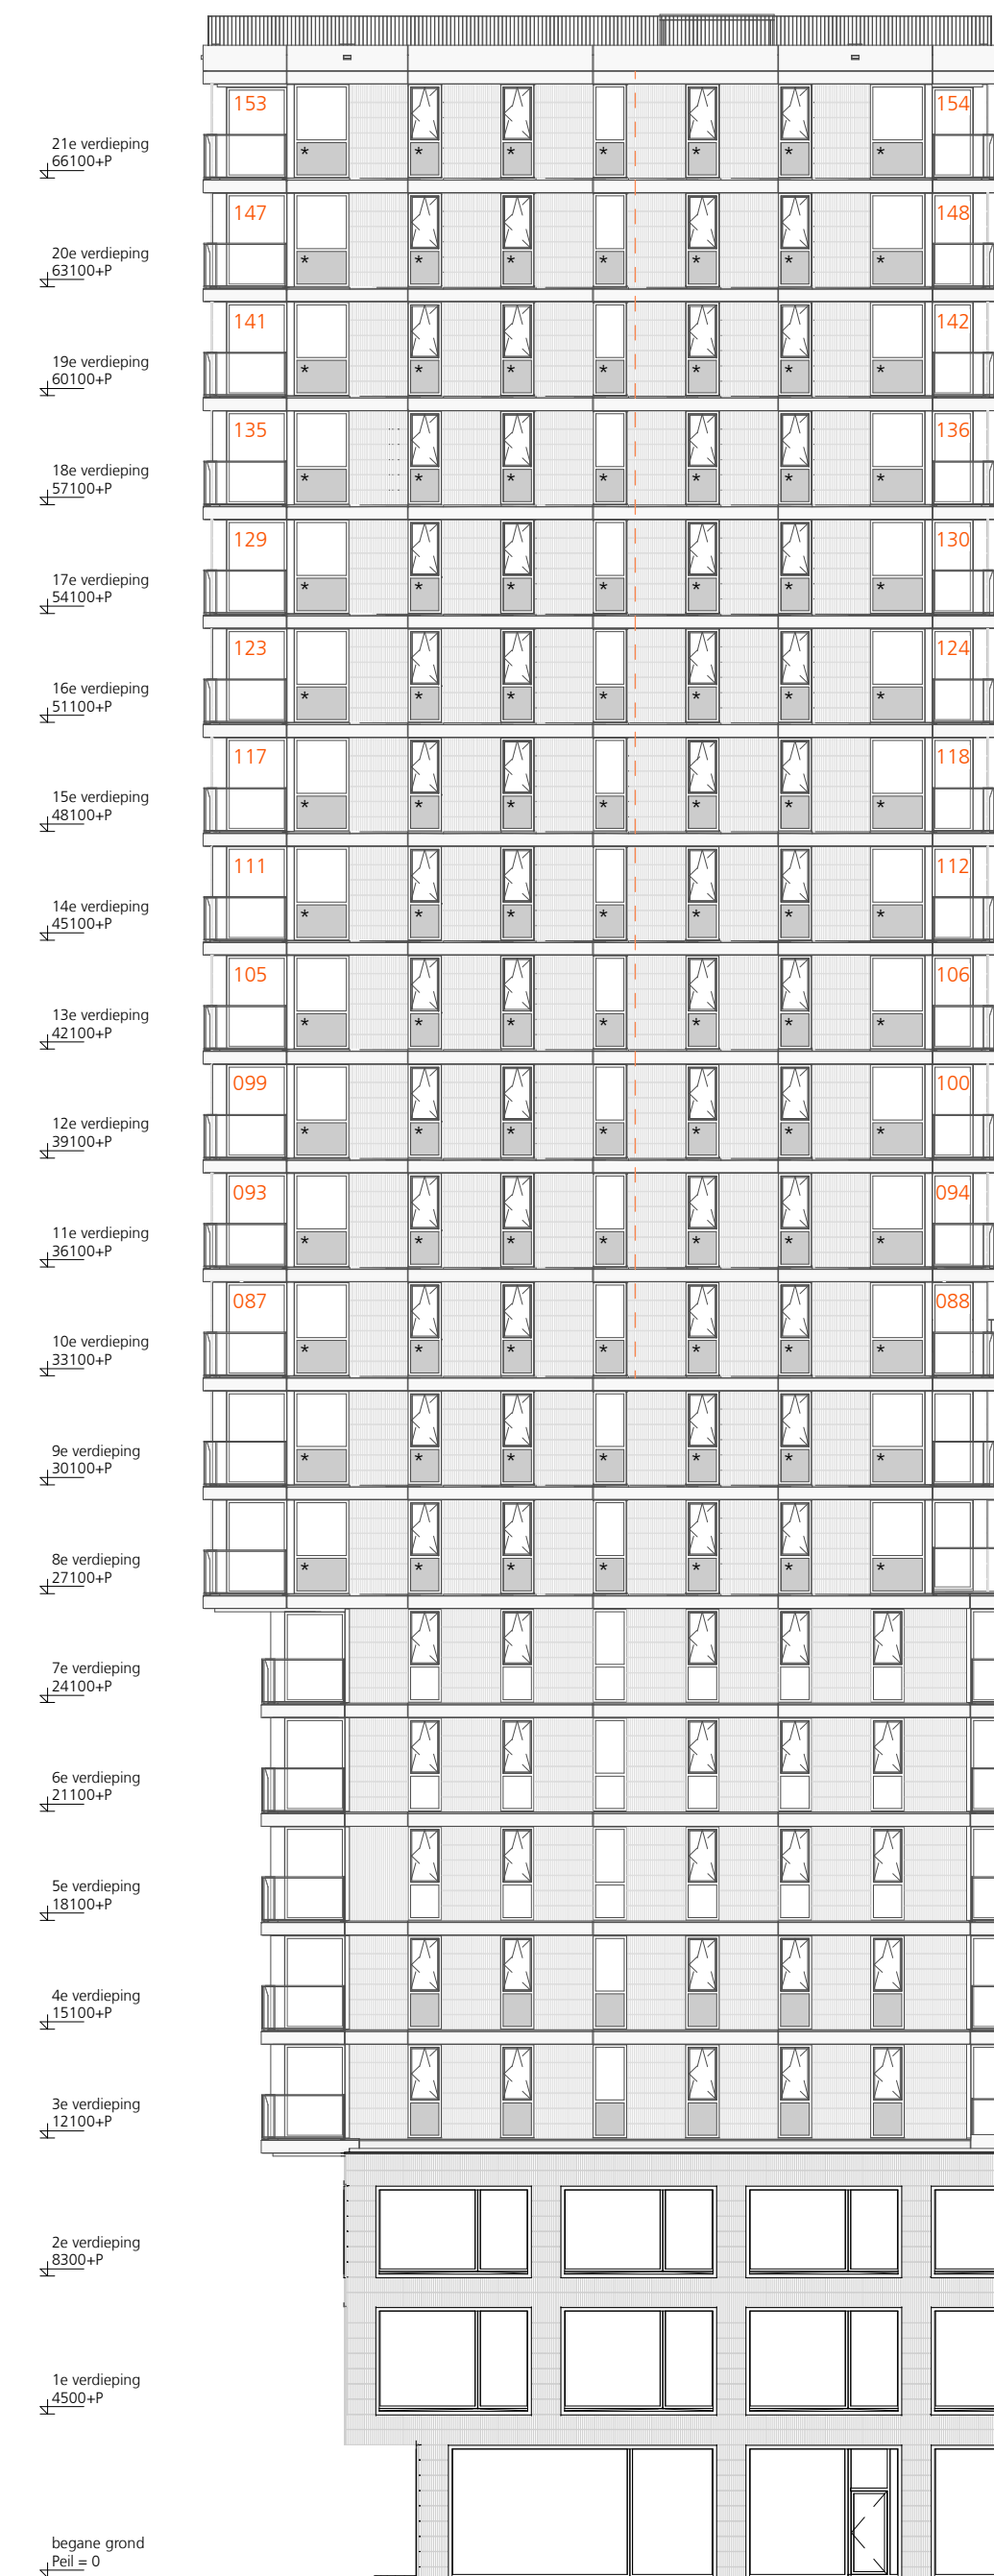 153 154
21e verdieping
66100+P
* * * * * * *
147 148
20e verdieping
63100+P
* * * * * * *
141 142
19e verdieping
60100+P
* * * * * * *
135 136
18e verdieping
57100+P
* * * * * * *
129 130
17e verdieping
54100+P
* * * * * * *
123 124
16e verdieping
51100+P
* * * * * * *
117 118
15e verdieping
48100+P
* * * * * * *
111 112
14e verdieping
45100+P
* * * * * * *
105 106
13e verdieping
42100+P
* * * * * * *
099 100
12e verdieping
39100+P
* * * * * * *
093 094
11e verdieping
36100+P
* * * * * * *
087 088
10e verdieping
33100+P
* * * * * * *
9e verdieping
30100+P
* * * * * * *
8e verdieping
27100+P
* * * * * * *
7e verdieping
24100+P
6e verdieping
21100+P
5e verdieping
18100+P
4e verdieping
15100+P
3e verdieping
12100+P
2e verdieping
8300+P
1e verdieping
4500+P
begane grond
Peil = 0